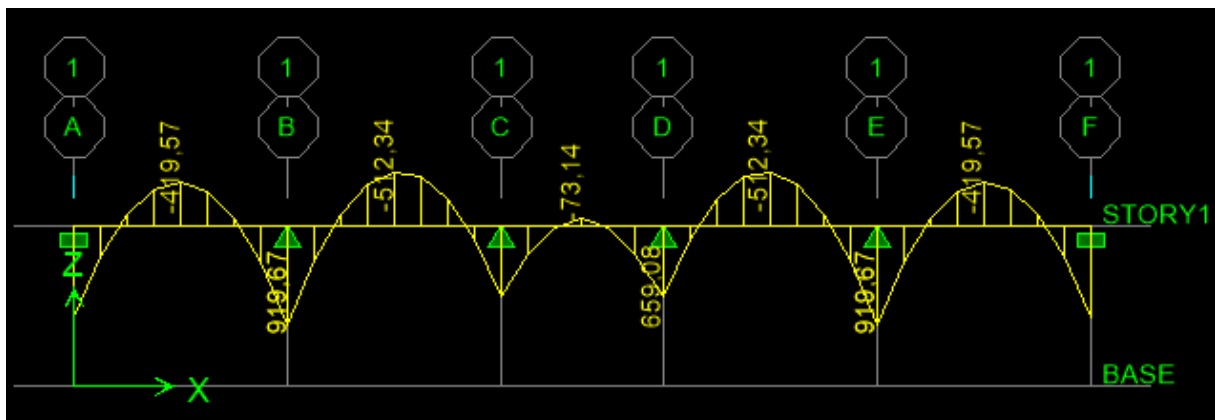 1 1 1 1 1 1
A B C D E F
-419,57 -512,34 -73,14 -512,34 -419,57
STORY1
Z
919,67 659,08 919,67
X
BASE